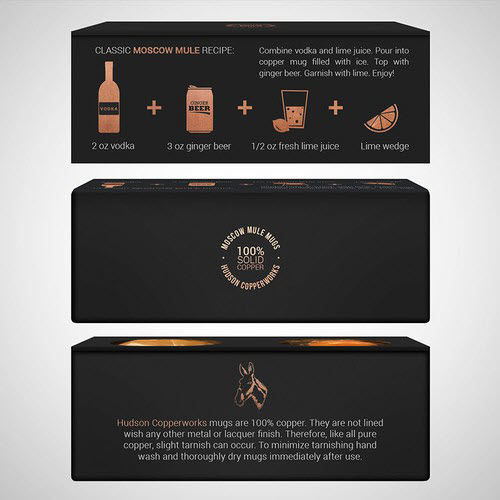 CLASSIC MOSCOW MULE RECIPE:
Combine vodka and lime juice. Pour into
copper mug filled with ice. Top with
ginger beer. Garnish with lime. Enjoy!
VODKA
GINGER
BEER
2 oz vodka
3 oz ginger beer
1/2 oz fresh lime juice
Lime wedge
MOSCOW MULE MUGS
100%
SOLID
COPPER
HUDSON COPPERWORKS
Hudson Copperworks mugs are 100% copper. They are not lined
wish any other metal or lacquer finish. Therefore, like all pure
copper, slight tarnish can occur. To minimize tarnishing hand
wash and thoroughly dry mugs immediately after use.